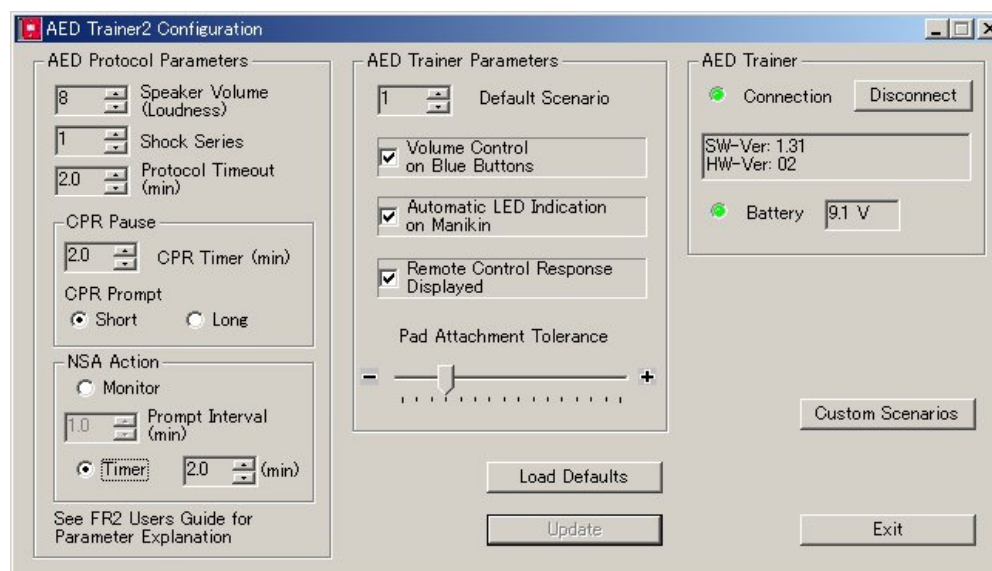 AED Trainer2 Configuration
AED Protocol Parameters
8 Speaker Volume
(Loudness)
1 Shock Series
2.0 Protocol Timeout
(min)
CPR Pause
2.0 CPR Timer (min)
CPR Prompt
Short Long
NSA Action
Monitor
1.0 Prompt Interval
(min)
Timer 2.0 (min)
See FR2 Users Guide for
Parameter Explanation
AED Trainer Parameters
1 Default Scenario
Volume Control
on Blue Buttons
Automatic LED Indication
on Manikin
Remote Control Response
Displayed
Pad Attachment Tolerance
- +
Load Defaults
Update
AED Trainer
Connection Disconnect
SW-Ver: 1.31
HW-Ver: 02
Battery 9.1 V
Custom Scenarios
Exit